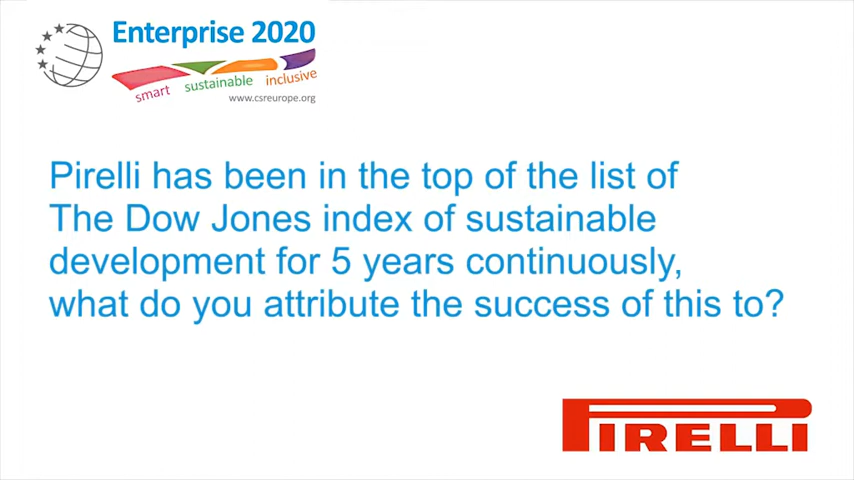 Enterprise 2020
smart sustainable inclusive
www.csreurope.org
Pirelli has been in the top of the list of
The Dow Jones index of sustainable
development for 5 years continuously,
what do you attribute the success of this to?
PIRELLI